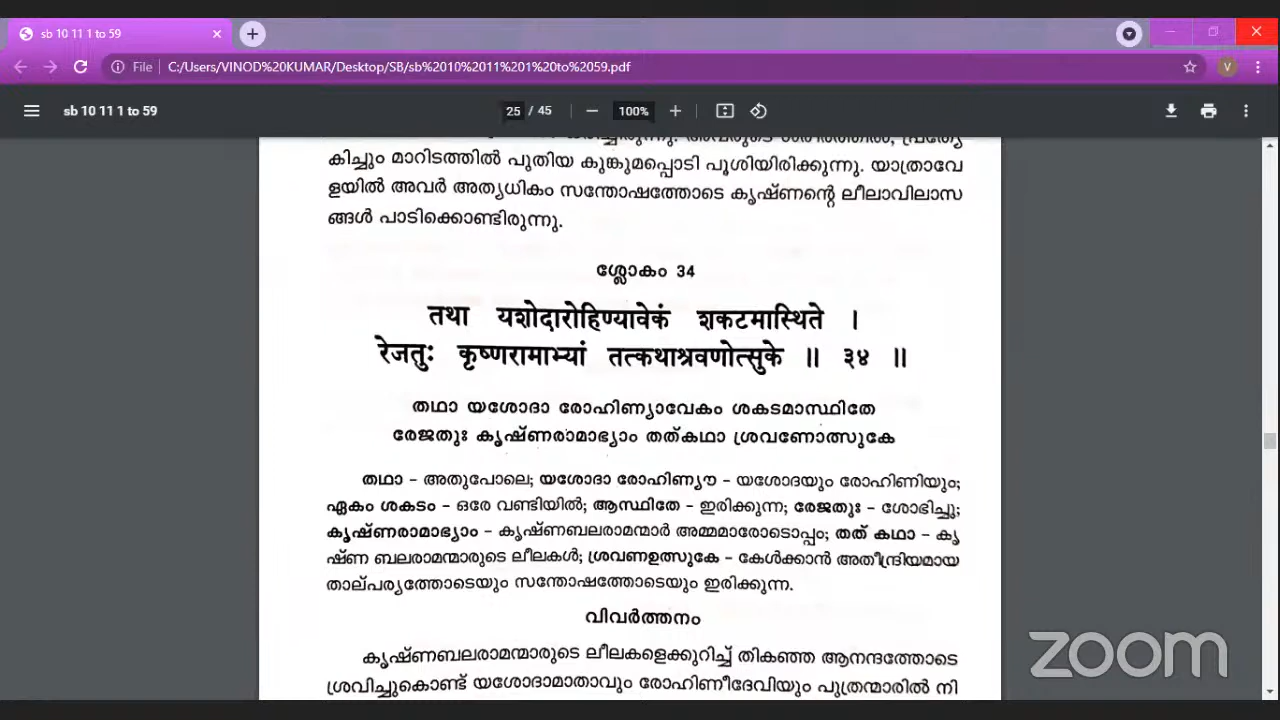 sb 10 11 1 to 59
File C:/Users/VINOD%20KUMAR/Desktop/SB/sb%2010%2011%201%20to%2059.pdf
V
sb 10 11 1 to 59
25 / 45
100%
കിച്ചും മാറിടത്തിൽ പുതിയ കുങ്കുമപ്പൊടി പൂശിയിരിക്കുന്നു. യാത്രാവേ
ളയിൽ അവർ അത്യധികം സന്തോഷത്തോടെ കൃഷ്ണന്റെ ലീലാവിലാസ
ങ്ങൾ പാടിക്കൊണ്ടിരുന്നു.
ശ്ലോകം 34
तथा यशोदारोहिण्यावेकं शकटमास्थिते ।
रेजतुः कृष्णरामाभ्यां तत्कथाश्रवणोत्सुके ॥ ३४ ॥
തഥാ യശോദാ രോഹിണ്യാവേകം ശകടമാസ്ഥിതേ
രേജതുഃ കൃഷ്ണരാമാഭ്യാം തത്കഥാ ശ്രവണോത്സുകേ
തഥാ – അതുപോലെ; യശോദാ രോഹിണ്യൗ – യശോദയും രോഹിണിയും;
ഏകം ശകടം – ഒരേ വണ്ടിയിൽ; ആസ്ഥിതേ – ഇരിക്കുന്ന; രേജതുഃ – ശോഭിച്ചു;
കൃഷ്ണരാമാഭ്യാം – കൃഷ്ണബലരാമന്മാർ അമ്മമാരോടൊപ്പം; തത് കഥാ – കൃ
ഷ്ണ ബലരാമന്മാരുടെ ലീലകൾ; ശ്രവണഉത്സുകേ – കേൾക്കാൻ അതീന്ദ്രിയമായ
താല്പര്യത്തോടെയും സന്തോഷത്തോടെയും ഇരിക്കുന്ന.
വിവർത്തനം
കൃഷ്ണബലരാമന്മാരുടെ ലീലകളെക്കുറിച്ച് തികഞ്ഞ ആനന്ദത്തോടെ
ശ്രവിച്ചുകൊണ്ട് യശോദാമാതാവും രോഹിണീദേവിയും പുത്രന്മാരിൽ നി
zoom